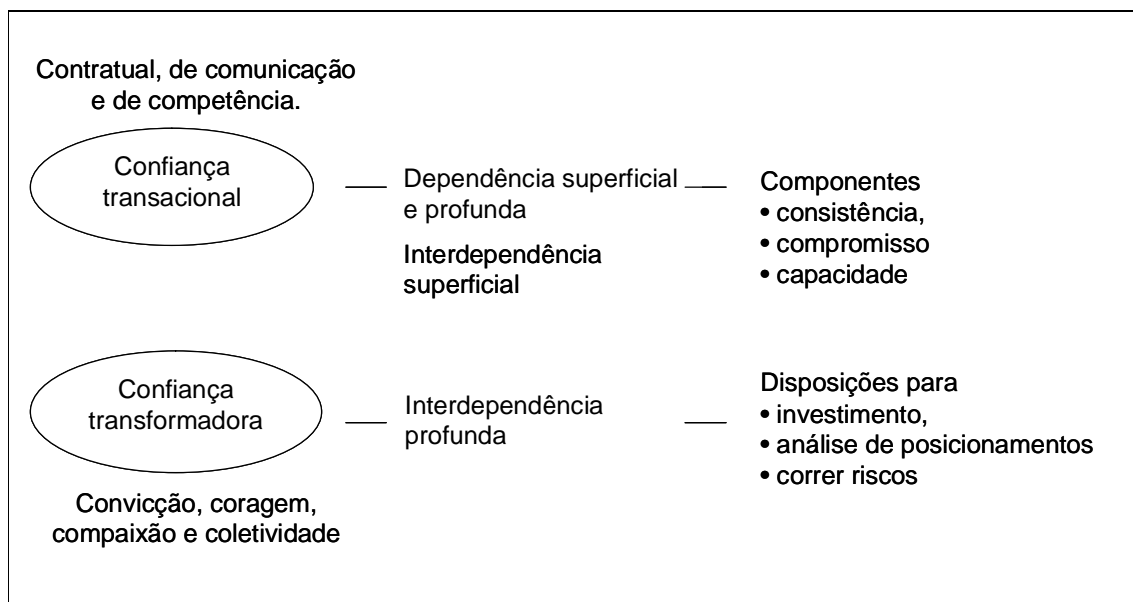 Contratual, de comunicação
e de competência.
Confiança
transacional
Dependência superficial
e profunda
Interdependência
superficial
Componentes
• consistência,
• compromisso
• capacidade
Confiança
transformadora
Interdependência
profunda
Disposições para
• investimento,
• análise de posicionamentos
• correr riscos
Convicção, coragem,
compaixão e coletividade